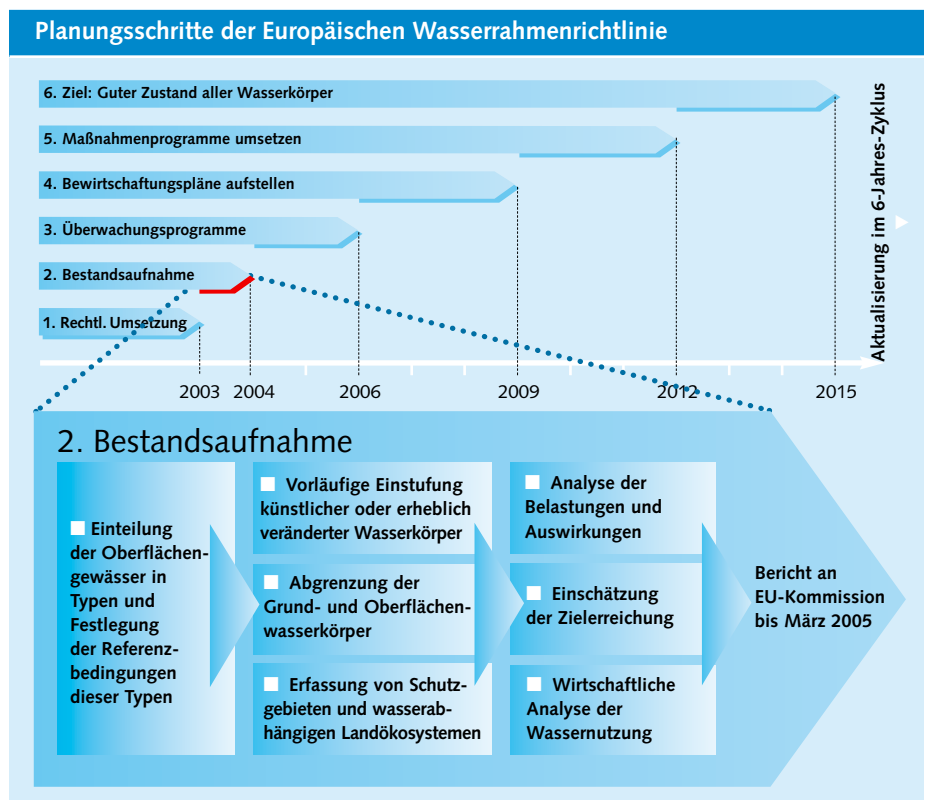 Planungsschritte der Europäischen Wasserrahmenrichtlinie
6. Ziel: Guter Zustand aller Wasserkörper
5. Maßnahmenprogramme umsetzen
4. Bewirtschaftungspläne aufstellen
3. Überwachungsprogramme
2. Bestandsaufnahme
1. Rechtl. Umsetzung
Aktualisierung im 6-Jahres-Zyklus
2003 2004 2006 2009 2012 2015
2. Bestandsaufnahme
Einteilung
der Oberflächen-
gewässer in
Typen und
Festlegung
der Referenz-
bedingungen
dieser Typen
Vorläufige Einstufung
künstlicher oder erheblich
veränderter Wasserkörper
Abgrenzung der
Grund- und Oberflächen-
wasserkörper
Erfassung von Schutz-
gebieten und wasserab-
hängigen Landökosystemen
Analyse der
Belastungen und
Auswirkungen
Einschätzung
der Zielerreichung
Wirtschaftliche
Analyse der
Wassernutzung
Bericht an
EU-Kommission
bis März 2005